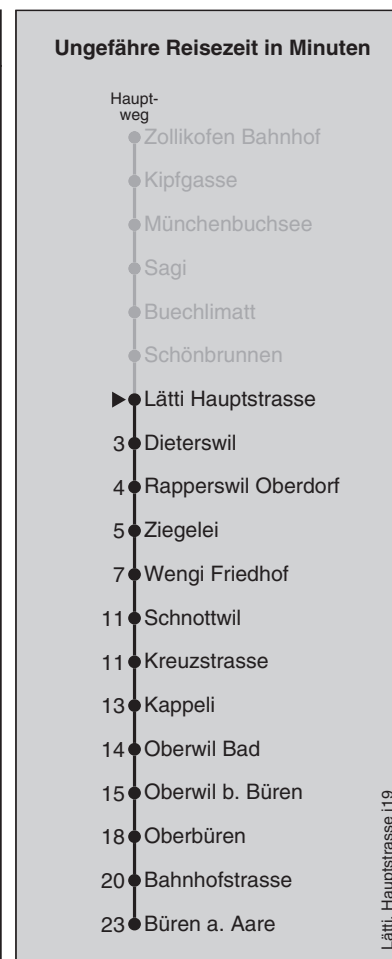 Ungefähre Reisezeit in Minuten
Haupt-
weg
Zollikofen Bahnhof
Kipfgasse
Münchenbuchsee
Sagi
Buechlimatt
Schönbrunnen
Lätti Hauptstrasse
3 Dieterswil
4 Rapperswil Oberdorf
5 Ziegelei
7 Wengi Friedhof
11 Schnottwil
11 Kreuzstrasse
13 Kappeli
14 Oberwil Bad
15 Oberwil b. Büren
18 Oberbüren
20 Bahnhofstrasse
23 Büren a. Aare
Lätti, Hauptstrasse j19